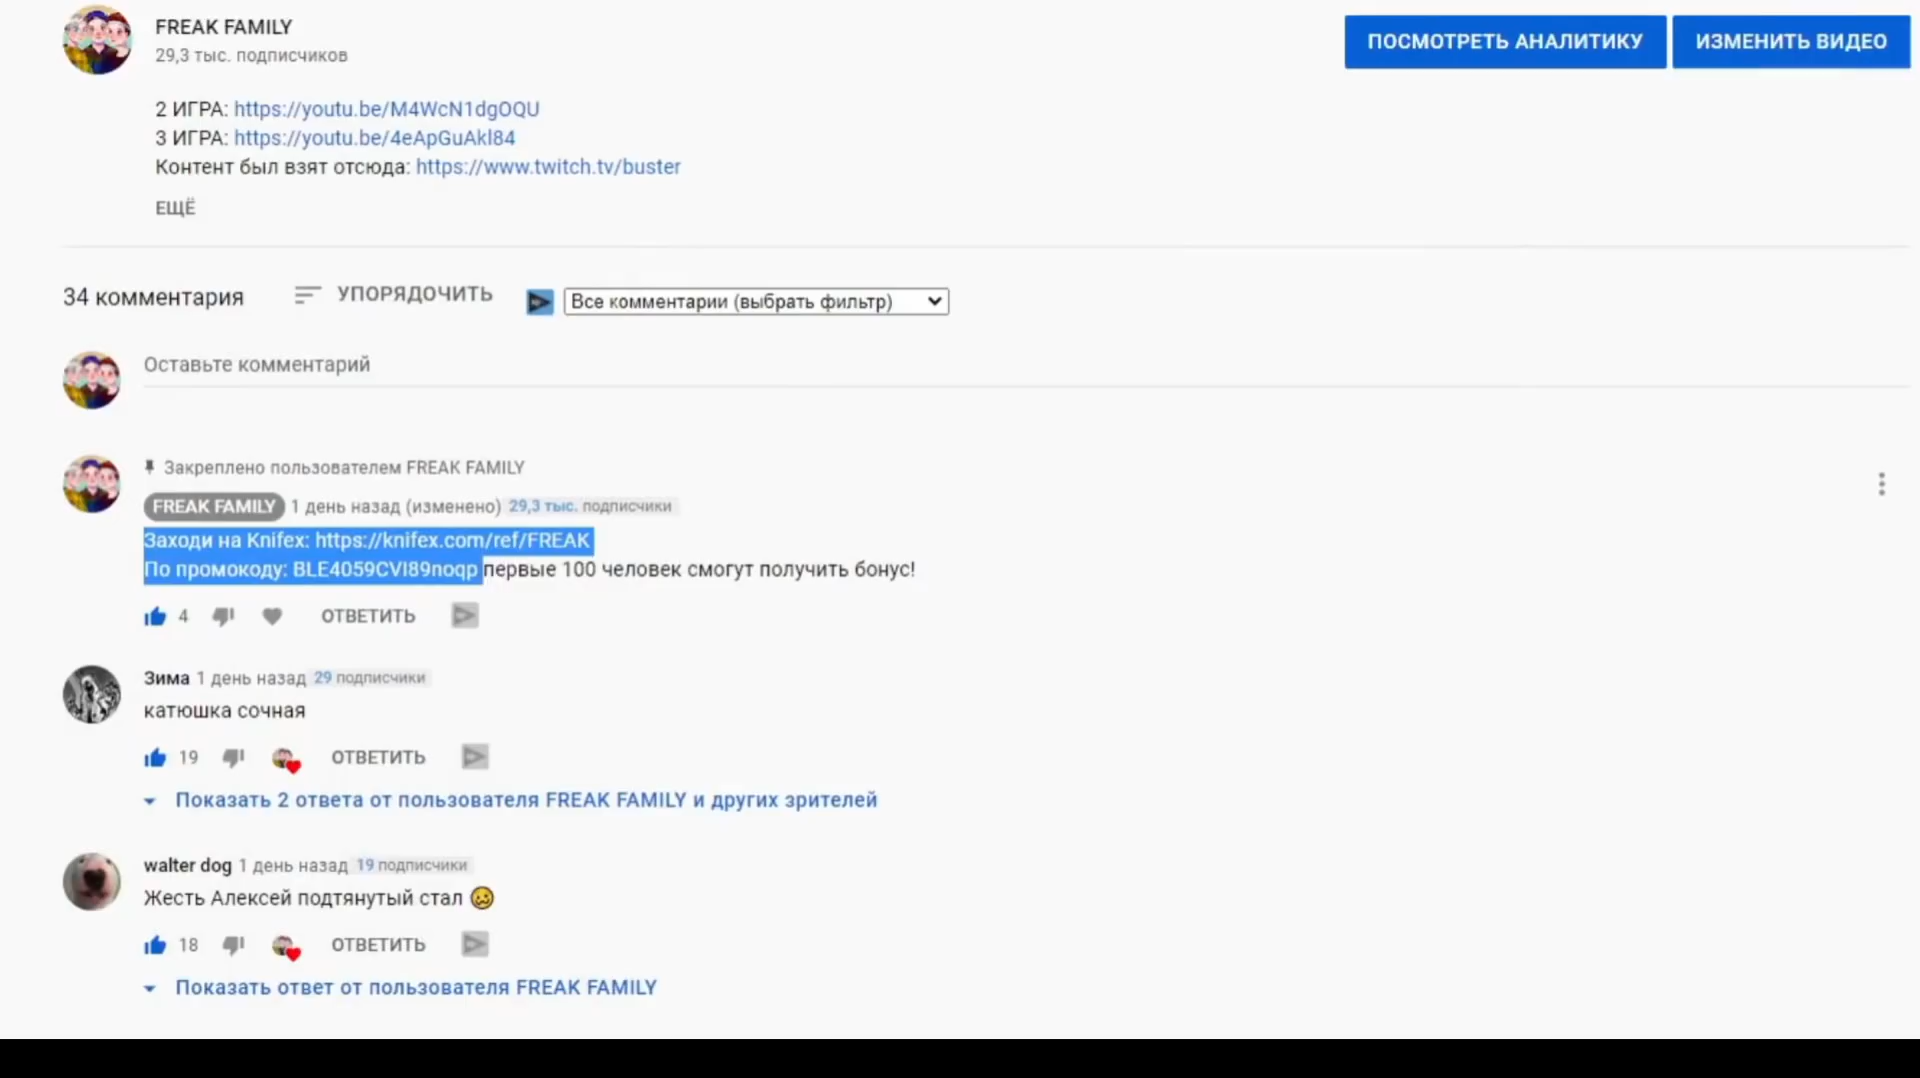 FREAK FAMILY
29,3 тыс. подписчиков
ПОСМОТРЕТЬ АНАЛИТИКУ
ИЗМЕНИТЬ ВИДЕО
2 ИГРА: https://youtu.be/M4WcN1dgOQU
3 ИГРА: https://youtu.be/4eApGuAkl84
Контент был взят отсюда: https://www.twitch.tv/buster
ЕЩЁ
34 комментария
УПОРЯДОЧИТЬ
Все комментарии (выбрать фильтр)
Оставьте комментарий
Закреплено пользователем FREAK FAMILY
FREAK FAMILY 1 день назад (изменено) 29,3 тыс. подписчики
Заходи на Knifex: https://knifex.com/ref/FREAK
По промокоду: BLE4059CVI89noqp первые 100 человек смогут получить бонус!
4 ОТВЕТИТЬ
Зима 1 день назад 29 подписчики
катюшка сочная
19 ОТВЕТИТЬ
Показать 2 ответа от пользователя FREAK FAMILY и других зрителей
walter dog 1 день назад 19 подписчики
Жесть Алексей подтянутый стал
18 ОТВЕТИТЬ
Показать ответ от пользователя FREAK FAMILY